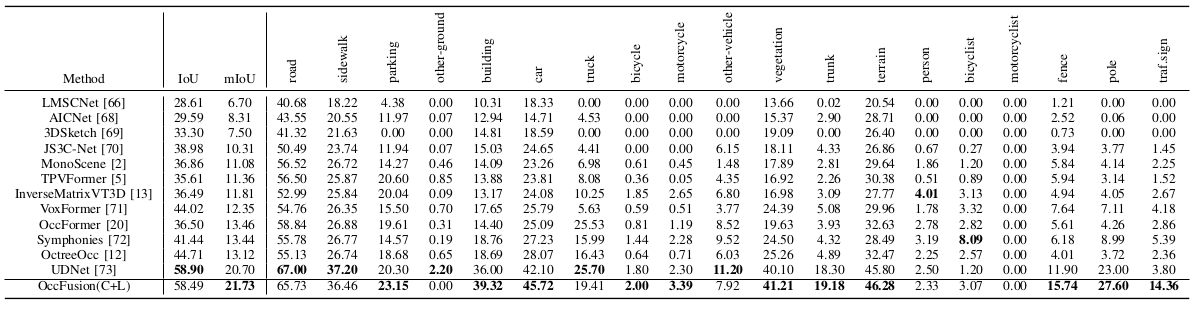 Method IoU mIoU road sidewalk parking other-ground building car truck bicycle motorcycle other-vehicle vegetation trunk terrain person bicyclist motorcyclist fence pole traf.sign
LMSCNet [66] 28.61 6.70 40.68 18.22 4.38 0.00 10.31 18.33 0.00 0.00 0.00 0.00 13.66 0.02 20.54 0.00 0.00 0.00 1.21 0.00 0.00
AICNet [68] 29.59 8.31 43.55 20.55 11.97 0.07 12.94 14.71 4.53 0.00 0.00 0.00 15.37 2.90 28.71 0.00 0.00 0.00 2.52 0.06 0.00
3DSketch [69] 33.30 7.50 41.32 21.63 0.00 0.00 14.81 18.59 0.00 0.00 0.00 0.00 19.09 0.00 26.40 0.00 0.00 0.00 0.73 0.00 0.00
JS3C-Net [70] 38.98 10.31 50.49 23.74 11.94 0.07 15.03 24.65 4.41 0.00 0.00 6.15 18.11 4.33 26.86 0.67 0.27 0.00 3.94 3.77 1.45
MonoScene [2] 36.86 11.08 56.52 26.72 14.27 0.46 14.09 23.26 6.98 0.61 0.45 1.48 17.89 2.81 29.64 1.86 1.20 0.00 5.84 4.14 2.25
TPVFormer [5] 35.61 11.36 56.50 25.87 20.60 0.85 13.88 23.81 8.08 0.36 0.05 4.35 16.92 2.26 30.38 0.51 0.89 0.00 5.94 3.14 1.52
InverseMatrixVT3D [13] 36.49 11.81 52.99 25.84 20.04 0.09 13.17 24.08 10.25 1.85 2.65 6.80 16.98 3.09 27.77 4.01 3.13 0.00 4.94 4.05 2.67
VoxFormer [71] 44.02 12.35 54.76 26.35 15.50 0.70 17.65 25.79 5.63 0.59 0.51 3.77 24.39 5.08 29.96 1.78 3.32 0.00 7.64 7.11 4.18
OccFormer [20] 36.50 13.46 58.84 26.88 19.61 0.31 14.40 25.09 25.53 0.81 1.19 8.52 19.63 3.93 32.63 2.78 2.82 0.00 5.61 4.26 2.86
Symphonies [72] 41.44 13.44 55.78 26.77 14.57 0.19 18.76 27.23 15.99 1.44 2.28 9.52 24.50 4.32 28.49 3.19 8.09 0.00 6.18 8.99 5.39
OctreeOcc [12] 44.71 13.12 55.13 26.74 18.68 0.65 18.69 28.07 16.43 0.64 0.71 6.03 25.26 4.89 32.47 2.25 2.57 0.00 4.01 3.72 2.36
UDNet [73] 58.90 20.70 67.00 37.20 20.30 2.20 36.00 42.10 25.70 1.80 2.30 11.20 40.10 18.30 45.80 2.50 1.20 0.00 11.90 23.00 3.80
OccFusion(C+L) 58.49 21.73 65.73 36.46 23.15 0.00 39.32 45.72 19.41 2.00 3.39 7.92 41.21 19.18 46.28 2.33 3.07 0.00 15.74 27.60 14.36